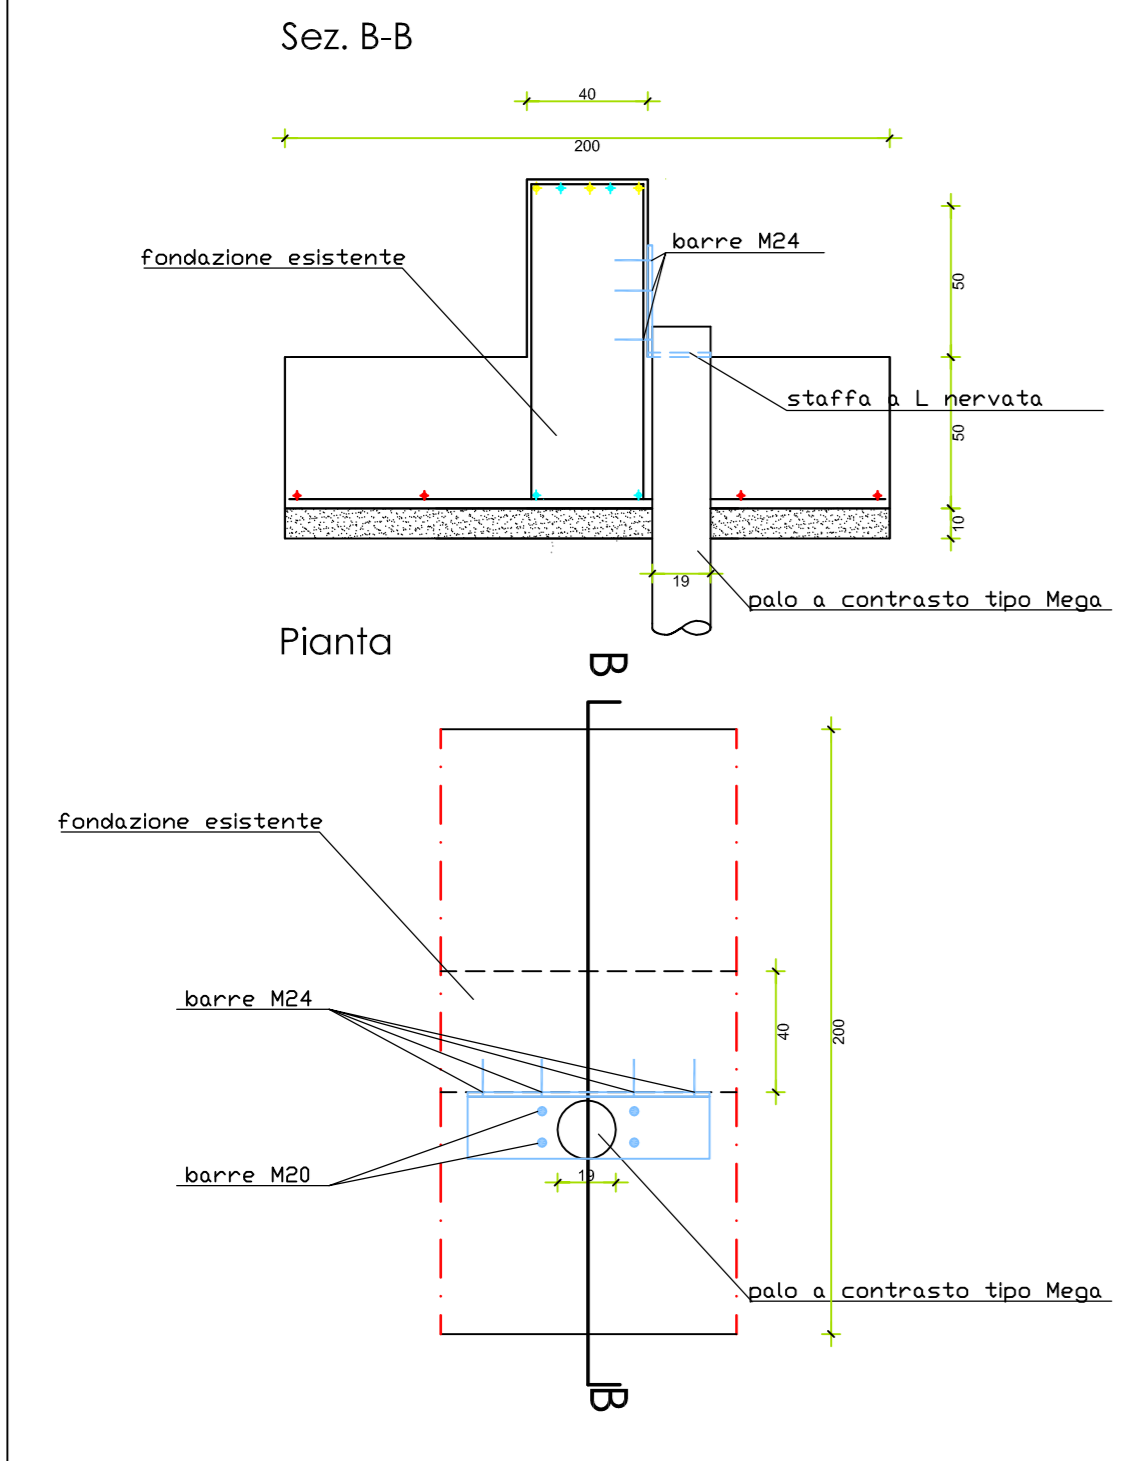 Sez. B-B
40
200
barre M24
fondazione esistente
50
staffa a L nervata
50
10
19
palo a contrasto tipo Mega
Pianta
B
fondazione esistente
barre M24
40
200
barre M20
19
palo a contrasto tipo Mega
B